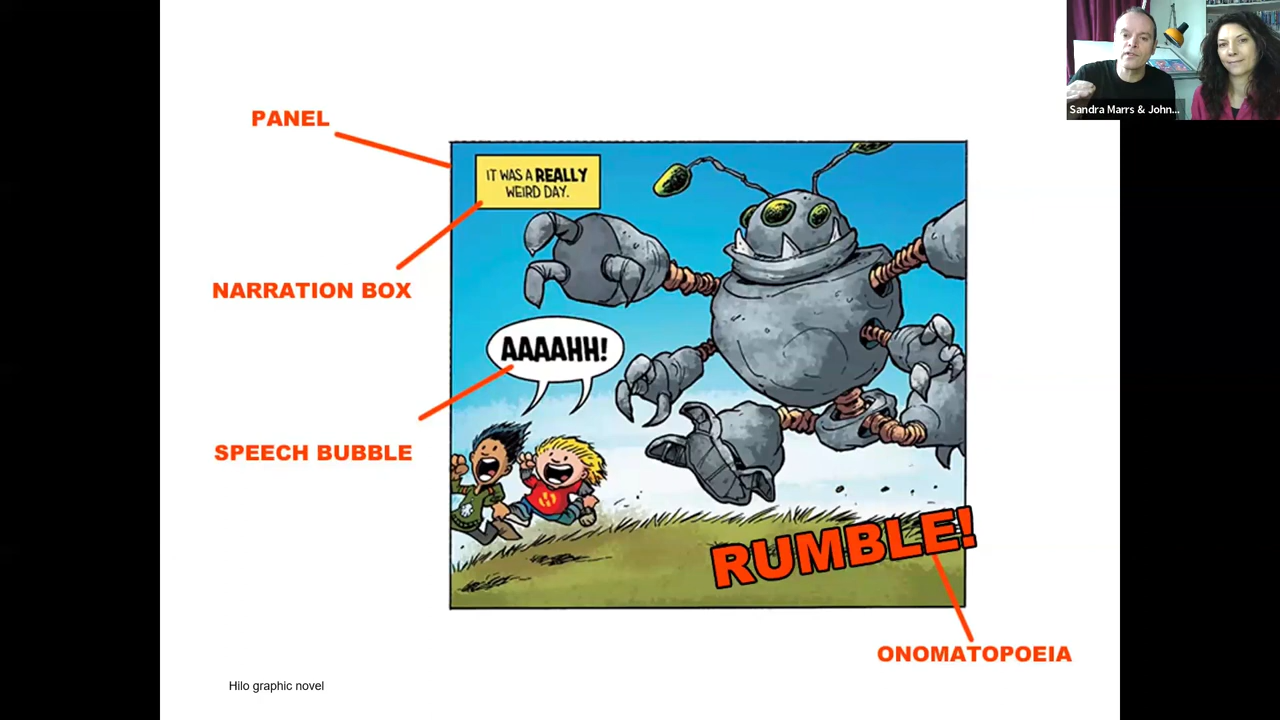 Sandra Marrs & John...
PANEL
IT WAS A REALLY
WEIRD DAY.
NARRATION BOX
AAAAHH!
SPEECH BUBBLE
RUMBLE!
ONOMATOPOEIA
Hilo graphic novel